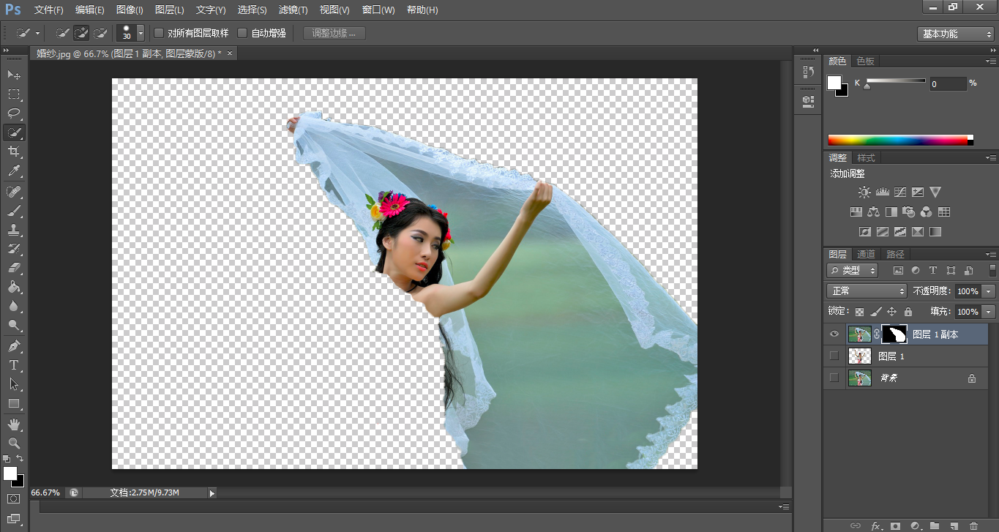 Ps 文件(F) 编辑(E) 图像(I) 图层(L) 文字(Y) 选择(S) 滤镜(T) 视图(V) 窗口(W) 帮助(H)
30 对所有图层取样 自动增强 调整边缘 ... 基本功能
婚纱.jpg @ 66.7% (图层 1 副本, 图层蒙版/8) * ×
颜色 色板
K 0 %
调整 样式
添加调整
图层 通道 路径
类型 T
正常 不透明度: 100%
锁定: 填充: 100%
图层 1 副本
图层 1
背景
T
66.67% 文档:2.75M/9.73M
fx